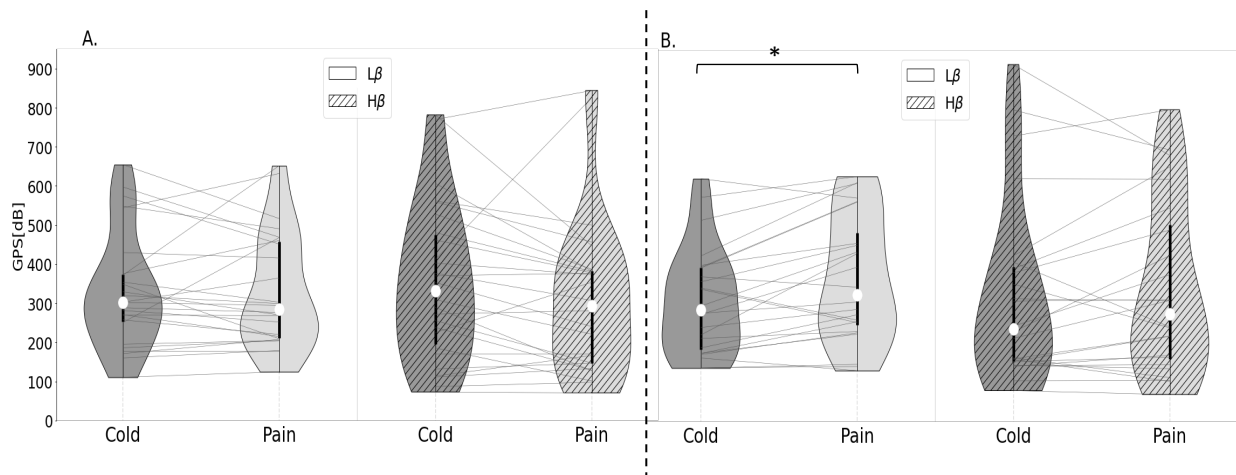 A.
B.
*
Lβ
Hβ
Lβ
Hβ
GPS[dB]
900
800
700
600
500
400
300
200
100
0
Cold
Pain
Cold
Pain
Cold
Pain
Cold
Pain